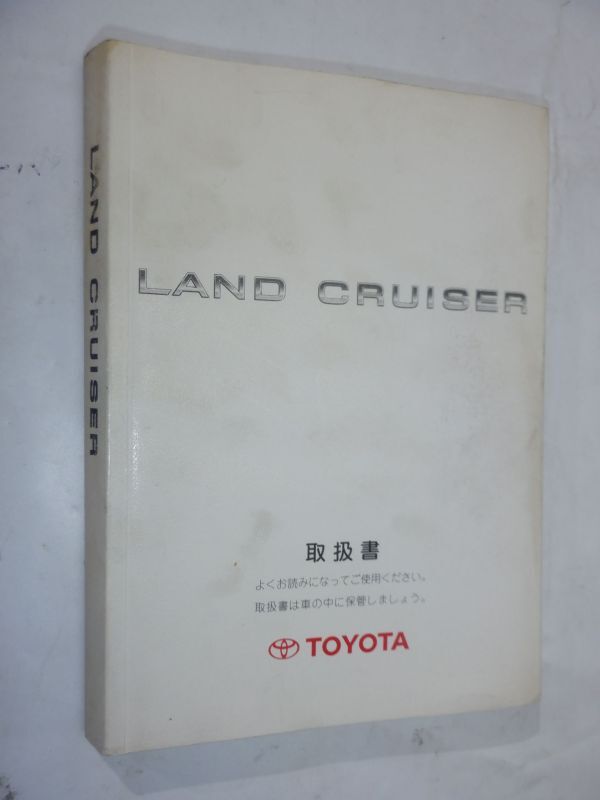 LAND CRUISER
LAND CRUISER
取扱書
よくお読みになってご使用ください。
取扱書は車の中に保管しましょう。
TOYOTA